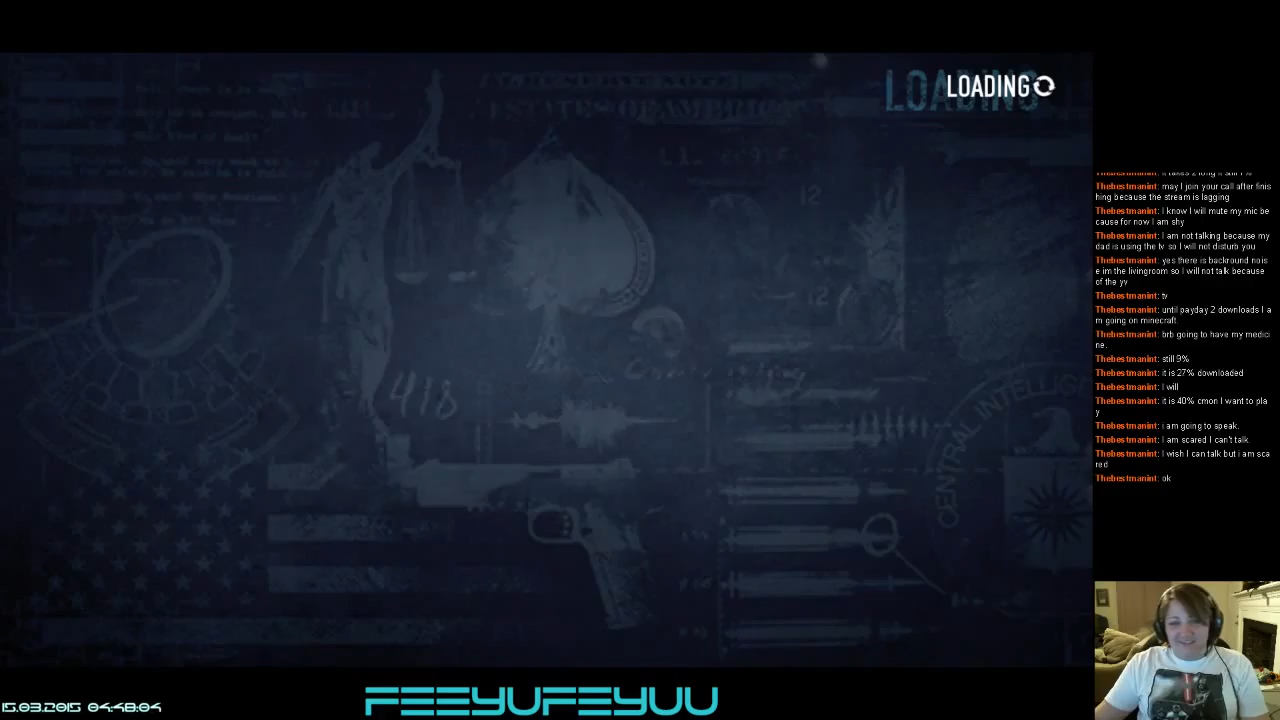 LOADING
LOADING
12
12
418
CENTRAL INTELLIG
Thebestmanint: may I join your call after finis
hing because the stream is lagging
Thebestmanint: I know I will mute my mic be
cause for now I am shy
Thebestmanint: I am not talking because my
dad is using the tv so I will not disturb you
Thebestmanint: yes there is backround nois
e im the livingroom so I will not talk because
of the yv
Thebestmanint: tv
Thebestmanint: until payday 2 downloads I a
m going on minecraft
Thebestmanint: brb going to have my medici
ne.
Thebestmanint: still 9%
Thebestmanint: it is 27% downloaded
Thebestmanint: I will
Thebestmanint: it is 40% cmon I want to pla
y
Thebestmanint: i am going to speak.
Thebestmanint: I am scared I can't talk.
Thebestmanint: I wish I can talk but i am sca
red
Thebestmanint: ok
15.03.2015 04:48:04
FEEYUFEYUU